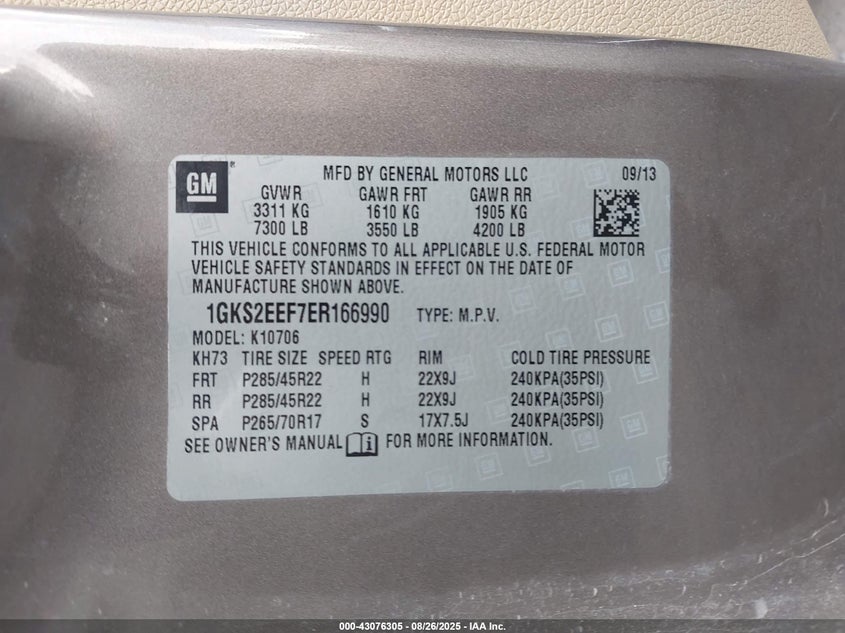 GM
MFD BY GENERAL MOTORS LLC 09/13
GVWR GAWR FRT GAWR RR
3311 KG 1610 KG 1905 KG
7300 LB 3550 LB 4200 LB
THIS VEHICLE CONFORMS TO ALL APPLICABLE U.S. FEDERAL MOTOR
VEHICLE SAFETY STANDARDS IN EFFECT ON THE DATE OF
MANUFACTURE SHOWN ABOVE.
1GKS2EEF7ER166990 TYPE: M.P.V.
MODEL: K10706
KH73 TIRE SIZE SPEED RTG RIM COLD TIRE PRESSURE
FRT P285/45R22 H 22X9J 240KPA(35PSI)
RR P285/45R22 H 22X9J 240KPA(35PSI)
SPA P265/70R17 S 17X7.5J 240KPA(35PSI)
SEE OWNER'S MANUAL FOR MORE INFORMATION.
000-43076305 - 08/26/2025 - IAA Inc.